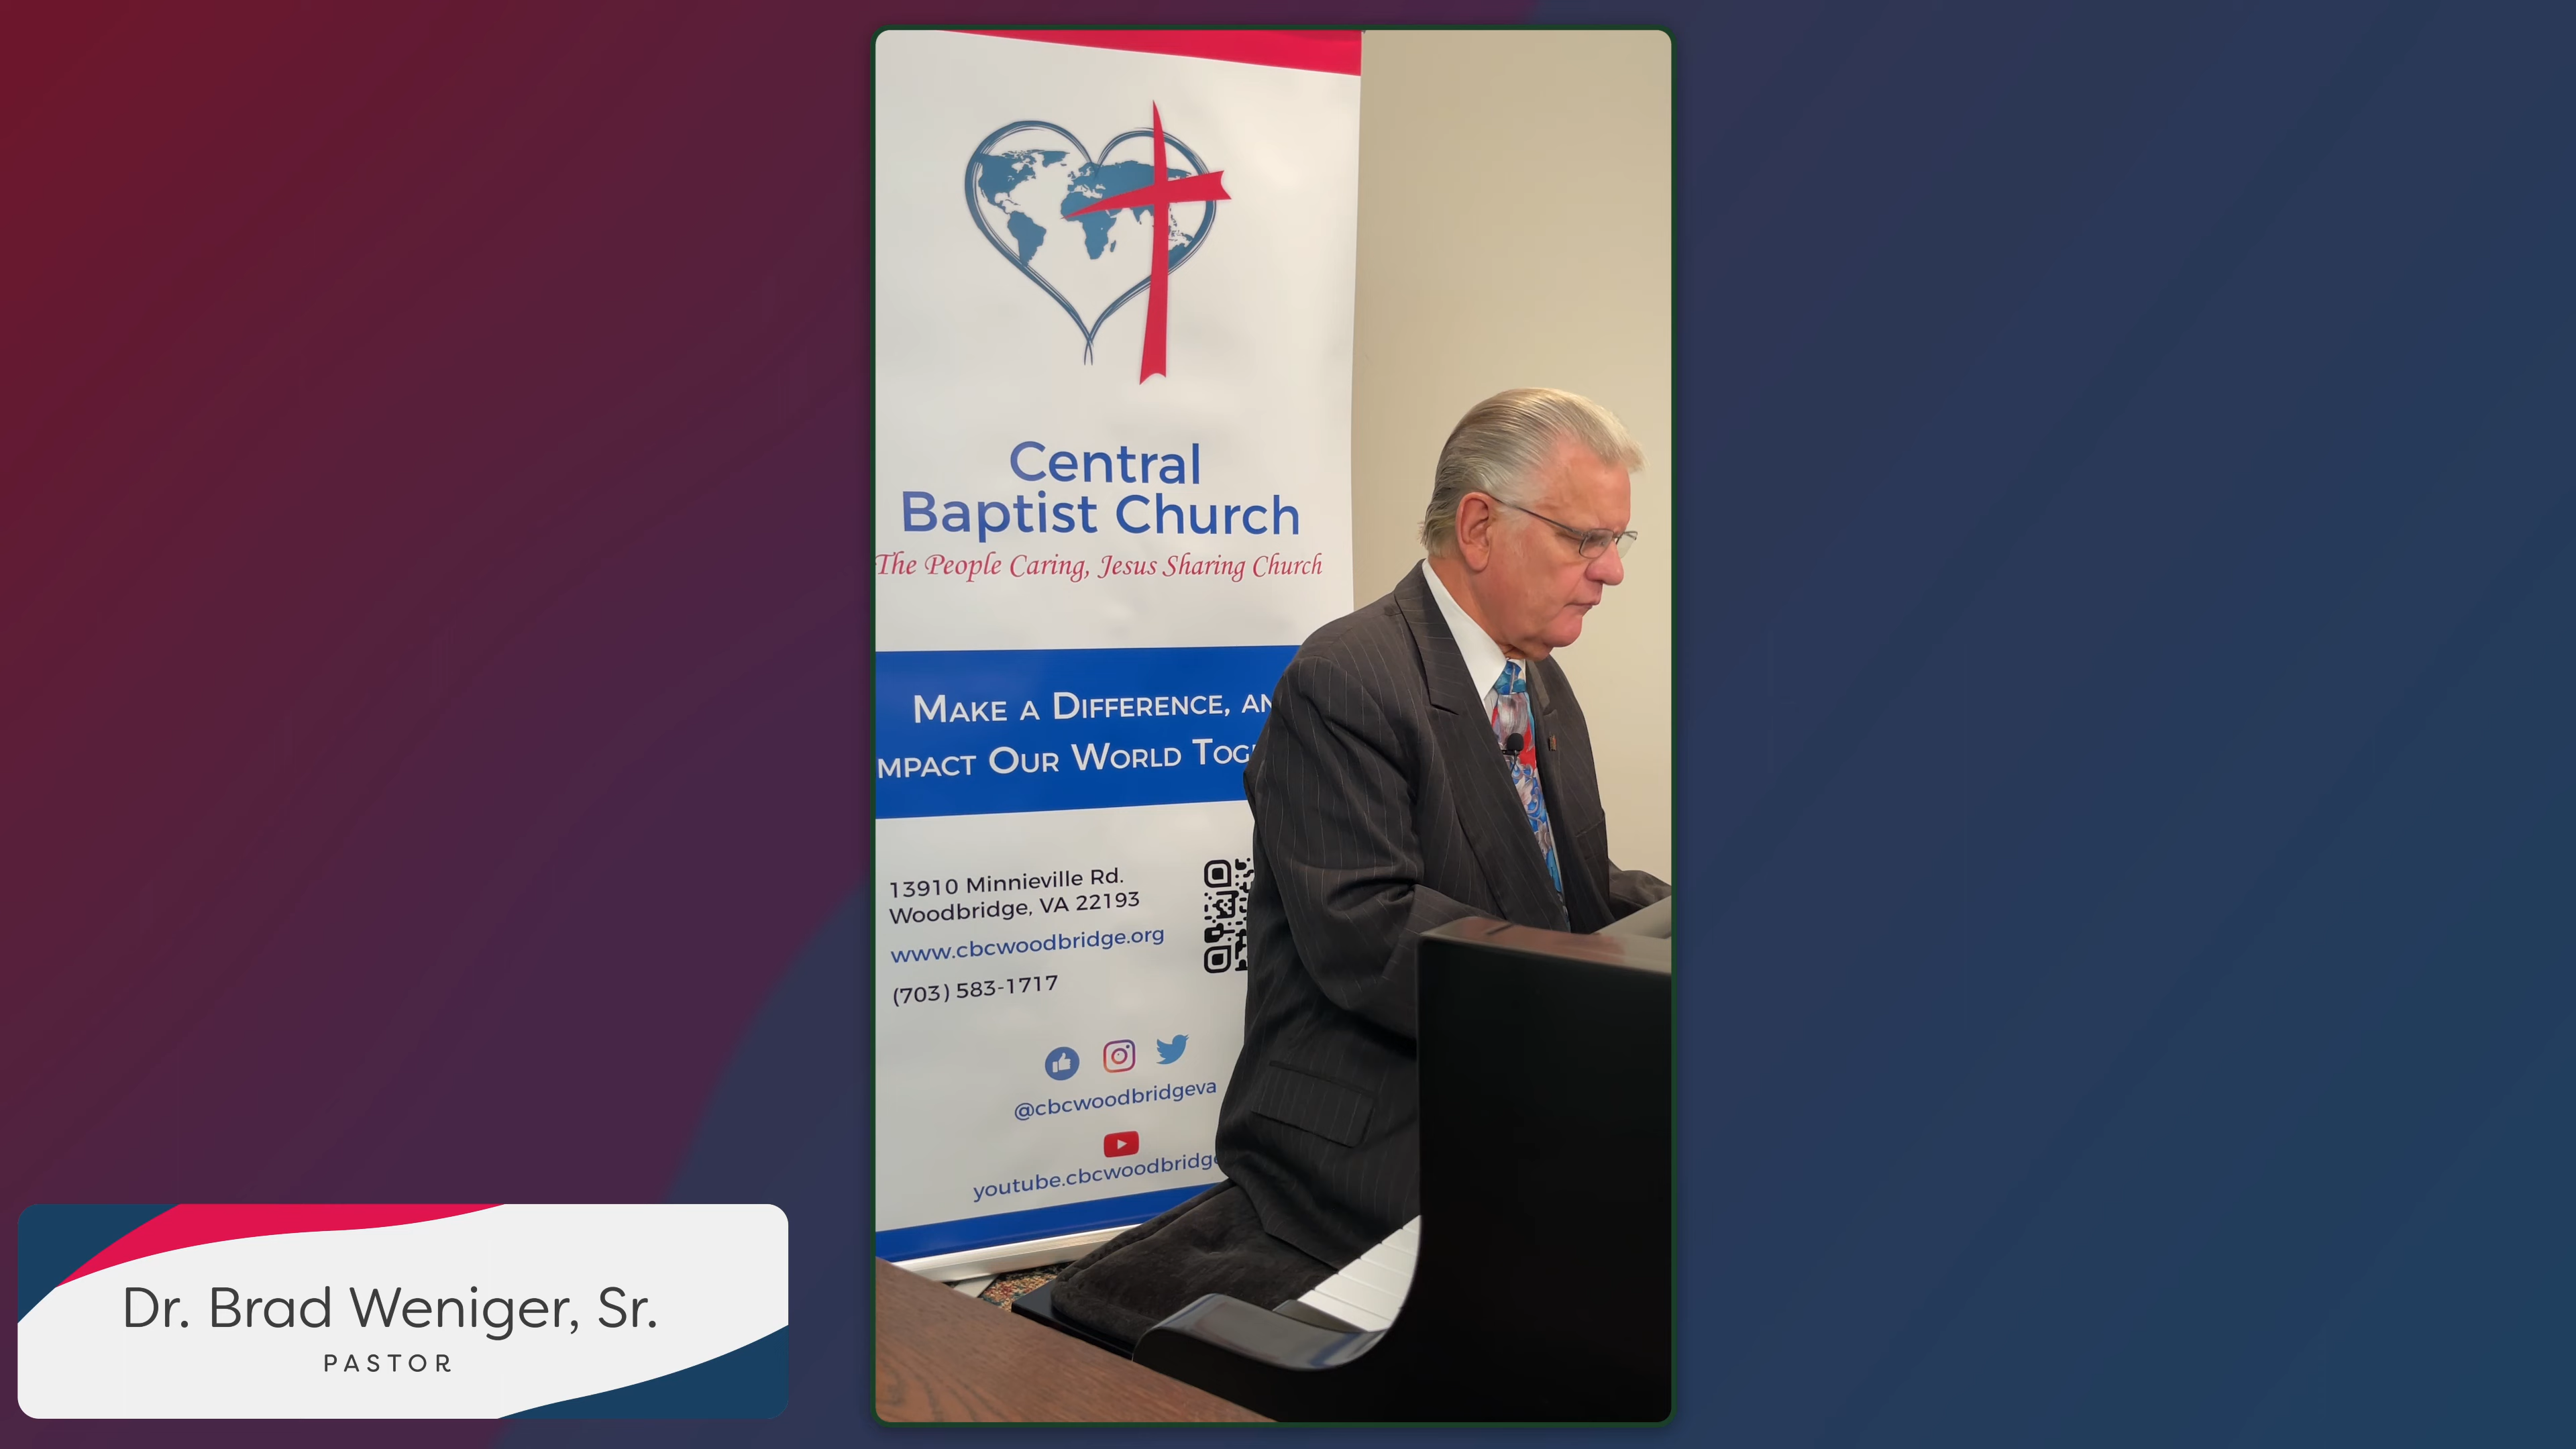 Central
Baptist Church
The People Caring, Jesus Sharing Church
Make a Difference, an
mpact Our World Tog
13910 Minnieville Rd.
Woodbridge, VA 22193
www.cbcwoodbridge.org
(703) 583-1717
@cbcwoodbridgeva
youtube.cbcwoodbridge
Dr. Brad Weniger, Sr.
PASTOR